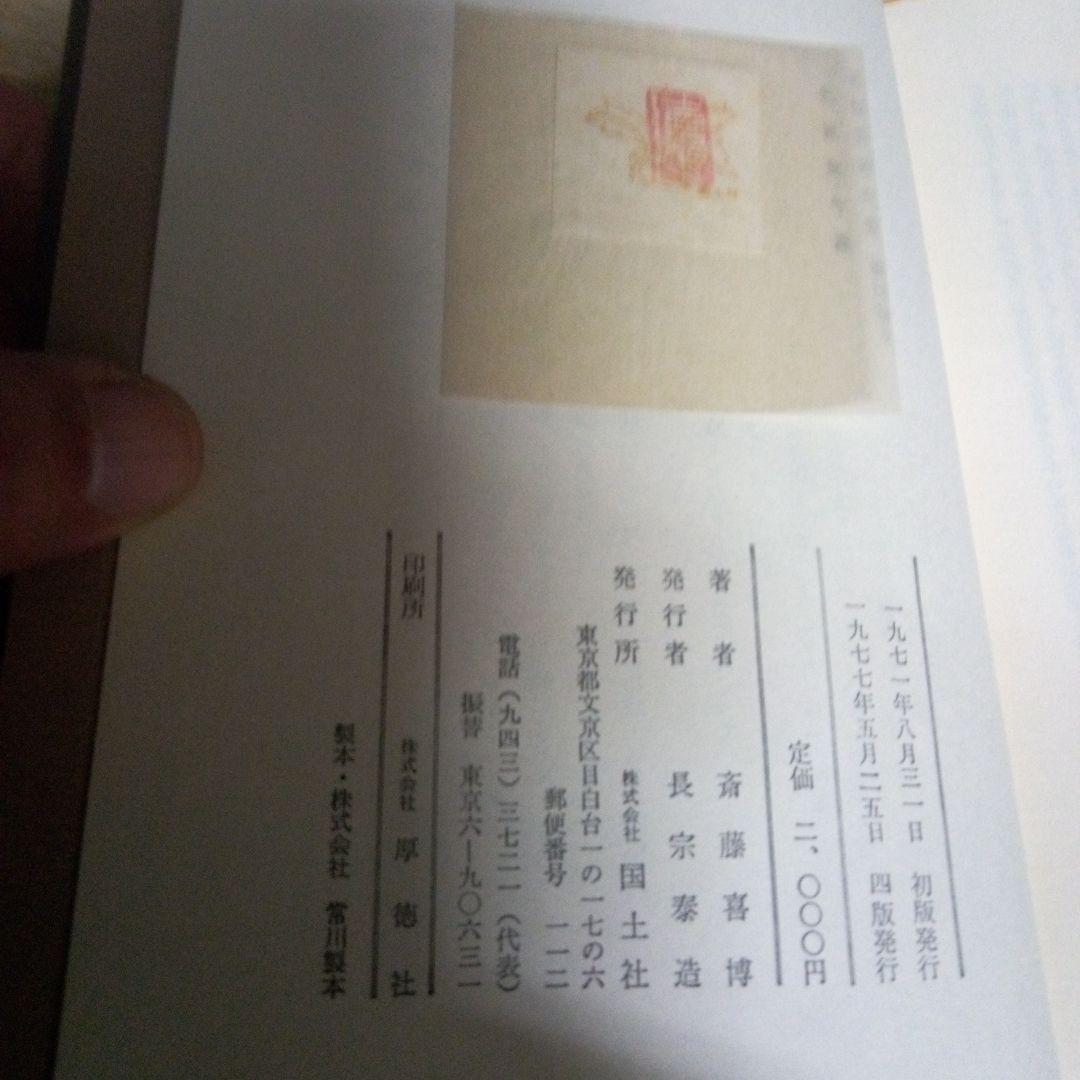 一九七一年八月三一日 初版発行
一九七七年五月二五日 四版発行
定価 二、〇〇〇円
著者 斎藤喜博
発行者 長宗泰造
発行所 株式会社 国土社
東京都文京区目白台一の一七の六
郵便番号 一一二
電話(九四三)三七二一(代表)
振替 東京六ー九〇六三一
印刷所 株式会社 厚徳社
製本・株式会社 常川製本